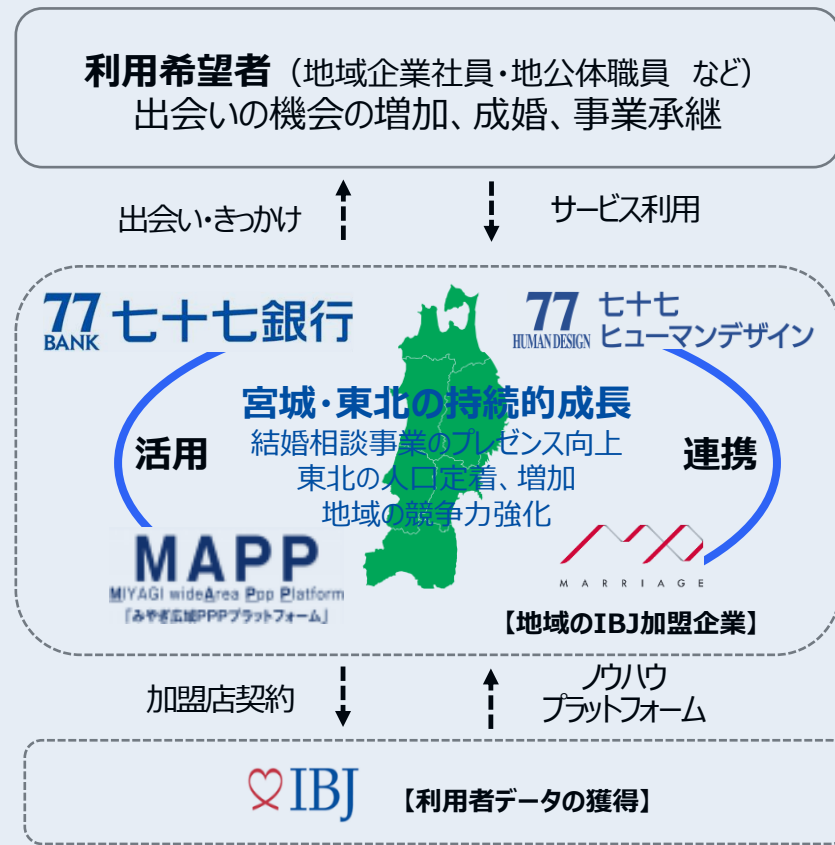 利用希望者（地域企業社員・地公体職員　など）
出会いの機会の増加、成婚、事業承継
出会い・きっかけ
サービス利用
77 BANK 七十七銀行
77 HUMAN DESIGN 七十七ヒューマンデザイン
宮城・東北の持続的成長
結婚相談事業のプレゼンス向上
東北の人口定着、増加
地域の競争力強化
活用
連携
MAPP
MIYAGI wideArea Ppp Platform
「みやぎ広域PPPプラットフォーム」
MARRIAGE
【地域のIBJ加盟企業】
加盟店契約
ノウハウ
プラットフォーム
IBJ
【利用者データの獲得】